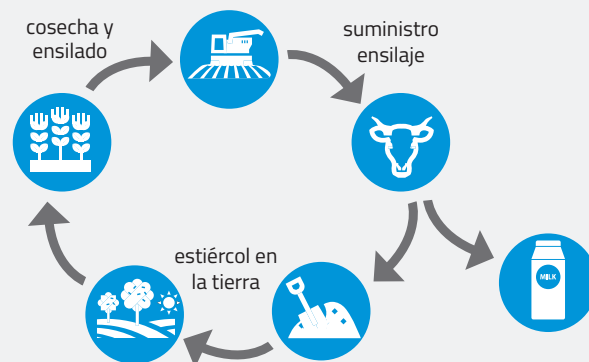 cosecha y
ensilado
suministro
ensilaje
MILK
estiércol en
la tierra